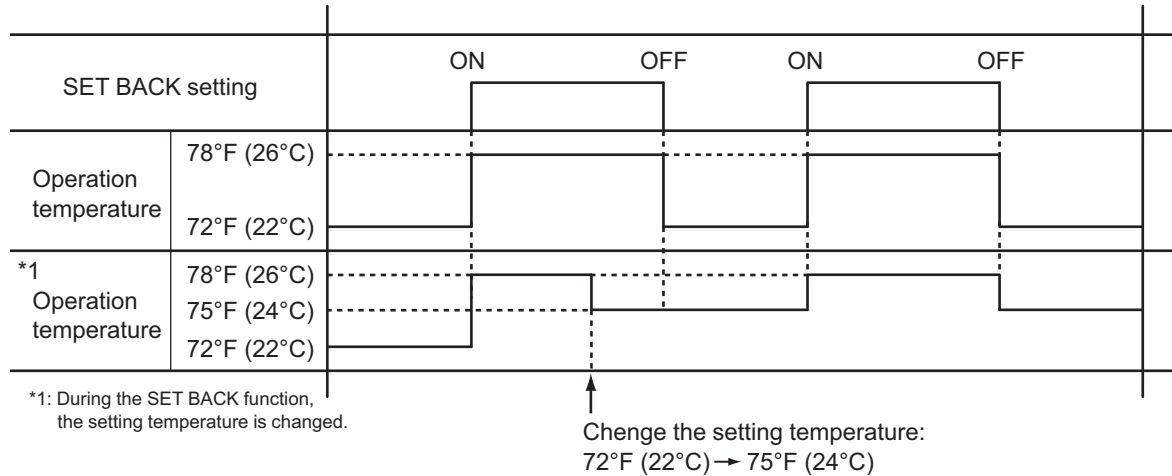 ON OFF ON OFF
SET BACK setting
78°F (26°C)
Operation
temperature
72°F (22°C)
*1
78°F (26°C)
Operation
75°F (24°C)
temperature
72°F (22°C)
*1: During the SET BACK function,
the setting temperature is changed.
Chenge the setting temperature:
72°F (22°C) → 75°F (24°C)